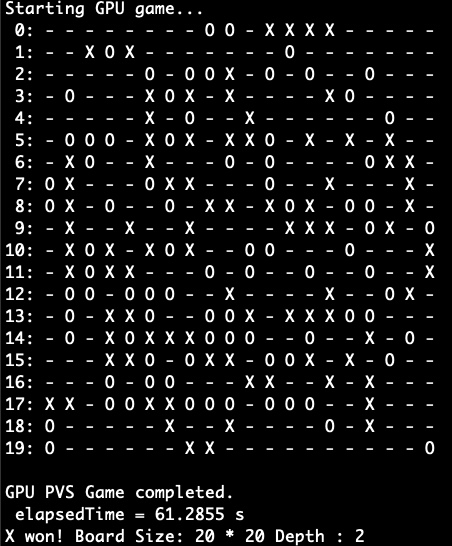 Starting GPU game...
0: - - - - - - - - O O - X X X X - - - - -
1: - - X O X - - - - - - - O - - - - - - -
2: - - - - - O - O O X - O - O - - O - - -
3: - O - - - X O X - X - - - - X O - - - -
4: - - - - - X - O - - X - - - - - - O - -
5: - O O O - X O X - X X O - X - X - X - -
6: - X O - - X - - - O - O - - - - O X X -
7: O X - - - O X X - - - O - - X - - - X -
8: O X - O - - O - X X - X O X - O O - X -
9: - X - - X - - X - - - - X X X - O X - O
10: - X O X - X O X - - O O - - - O - - - X
11: - X O X X - - - O - O - - O - - O - - X
12: - O O - O O O - - X - - - - X - - O X -
13: - O - X X O - - O O X - X X X O O - - -
14: - O - X O X X X O O O - - O - - X - O -
15: - - - X X O - O X X - O O X - X - O - -
16: - - - O - O O - - - X X - - X - X - - -
17: X X - O O X X O O O - O O O - - X - - -
18: O - - - - - X - - X - - - - O - X - - -
19: O - - - - - - X X - - - - - - - - - - O
GPU PVS Game completed.
elapsedTime = 61.2855 s
X won! Board Size: 20 * 20 Depth : 2